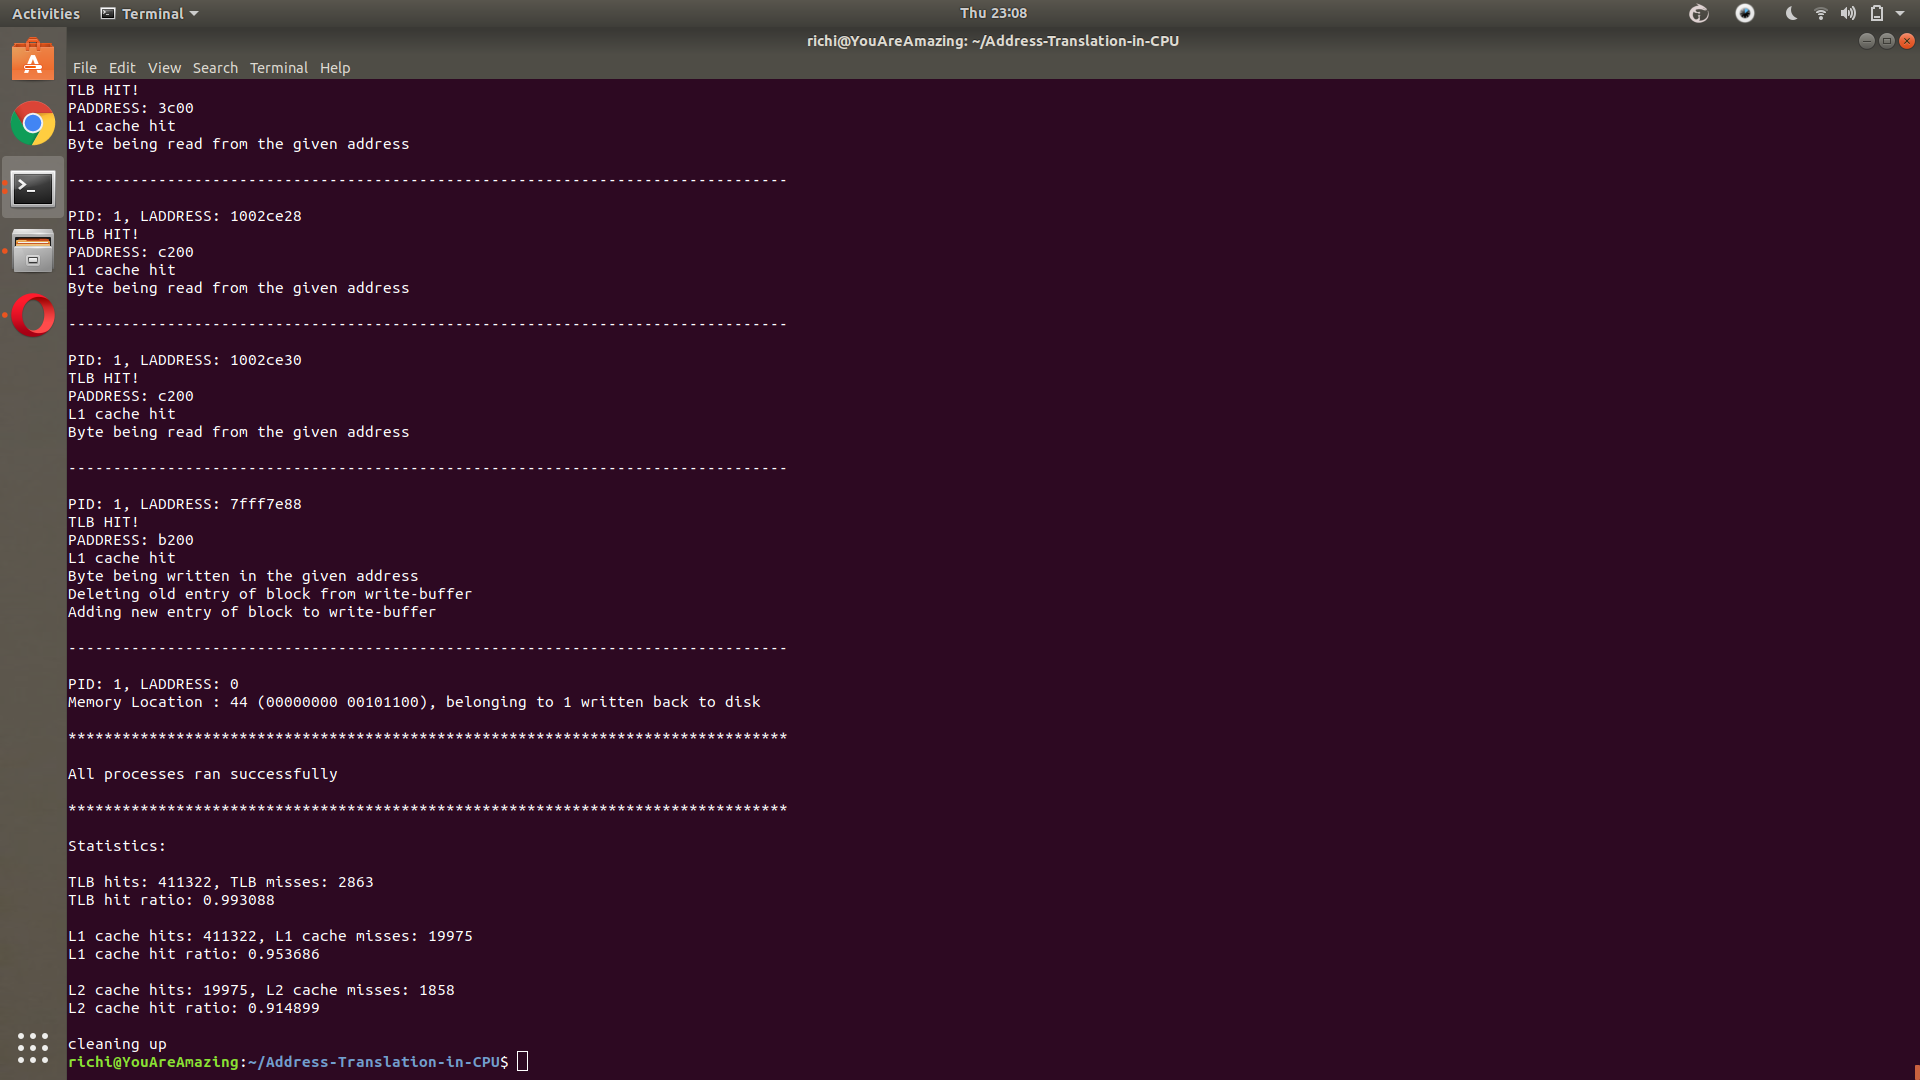 Activities Terminal Thu 23:08
richi@YouAreAmazing: ~/Address-Translation-in-CPU
File Edit View Search Terminal Help
TLB HIT!
PADDRESS: 3c00
L1 cache hit
Byte being read from the given address
--------------------------------------------------------------------------------
PID: 1, LADDRESS: 1002ce28
TLB HIT!
PADDRESS: c200
L1 cache hit
Byte being read from the given address
--------------------------------------------------------------------------------
PID: 1, LADDRESS: 1002ce30
TLB HIT!
PADDRESS: c200
L1 cache hit
Byte being read from the given address
--------------------------------------------------------------------------------
PID: 1, LADDRESS: 7fff7e88
TLB HIT!
PADDRESS: b200
L1 cache hit
Byte being written in the given address
Deleting old entry of block from write-buffer
Adding new entry of block to write-buffer
--------------------------------------------------------------------------------
PID: 1, LADDRESS: 0
Memory Location : 44 (00000000 00101100), belonging to 1 written back to disk
********************************************************************************
All processes ran successfully
********************************************************************************
Statistics:
TLB hits: 411322, TLB misses: 2863
TLB hit ratio: 0.993088
L1 cache hits: 411322, L1 cache misses: 19975
L1 cache hit ratio: 0.953686
L2 cache hits: 19975, L2 cache misses: 1858
L2 cache hit ratio: 0.914899
cleaning up
richi@YouAreAmazing:~/Address-Translation-in-CPU$